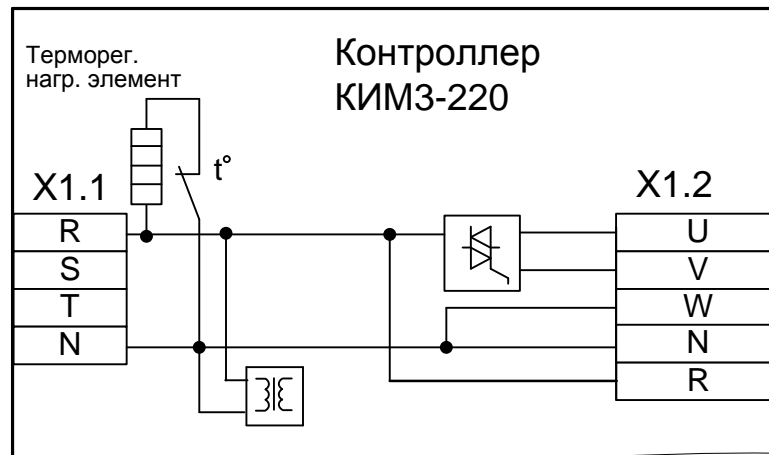 Терморег.
нагр. элемент
Контроллер
КИМ3-220
t°
X1.1
R
S
T
N
X1.2
U
V
W
N
R